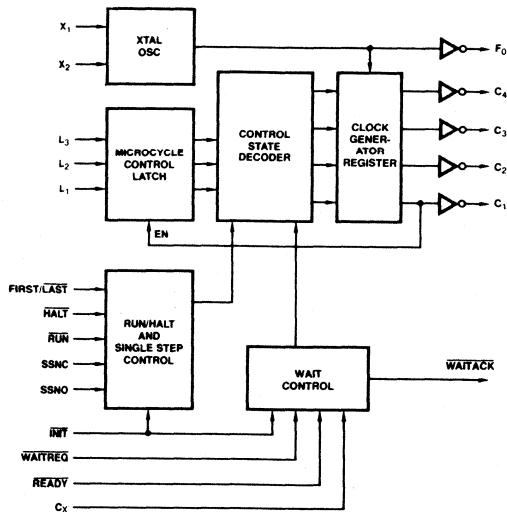 X1
X2
XTAL
OSC
F0
L3
L2
L1
MICROCYCLE
CONTROL
LATCH
CONTROL
STATE
DECODER
CLOCK
GENER-
ATOR
REGISTER
C4
C3
C2
C1
EN
FIRST/LAST
HALT
RUN
SSNC
SSNO
RUN/HALT
AND
SINGLE STEP
CONTROL
WAIT
CONTROL
WAITACK
INIT
WAITREQ
READY
CX